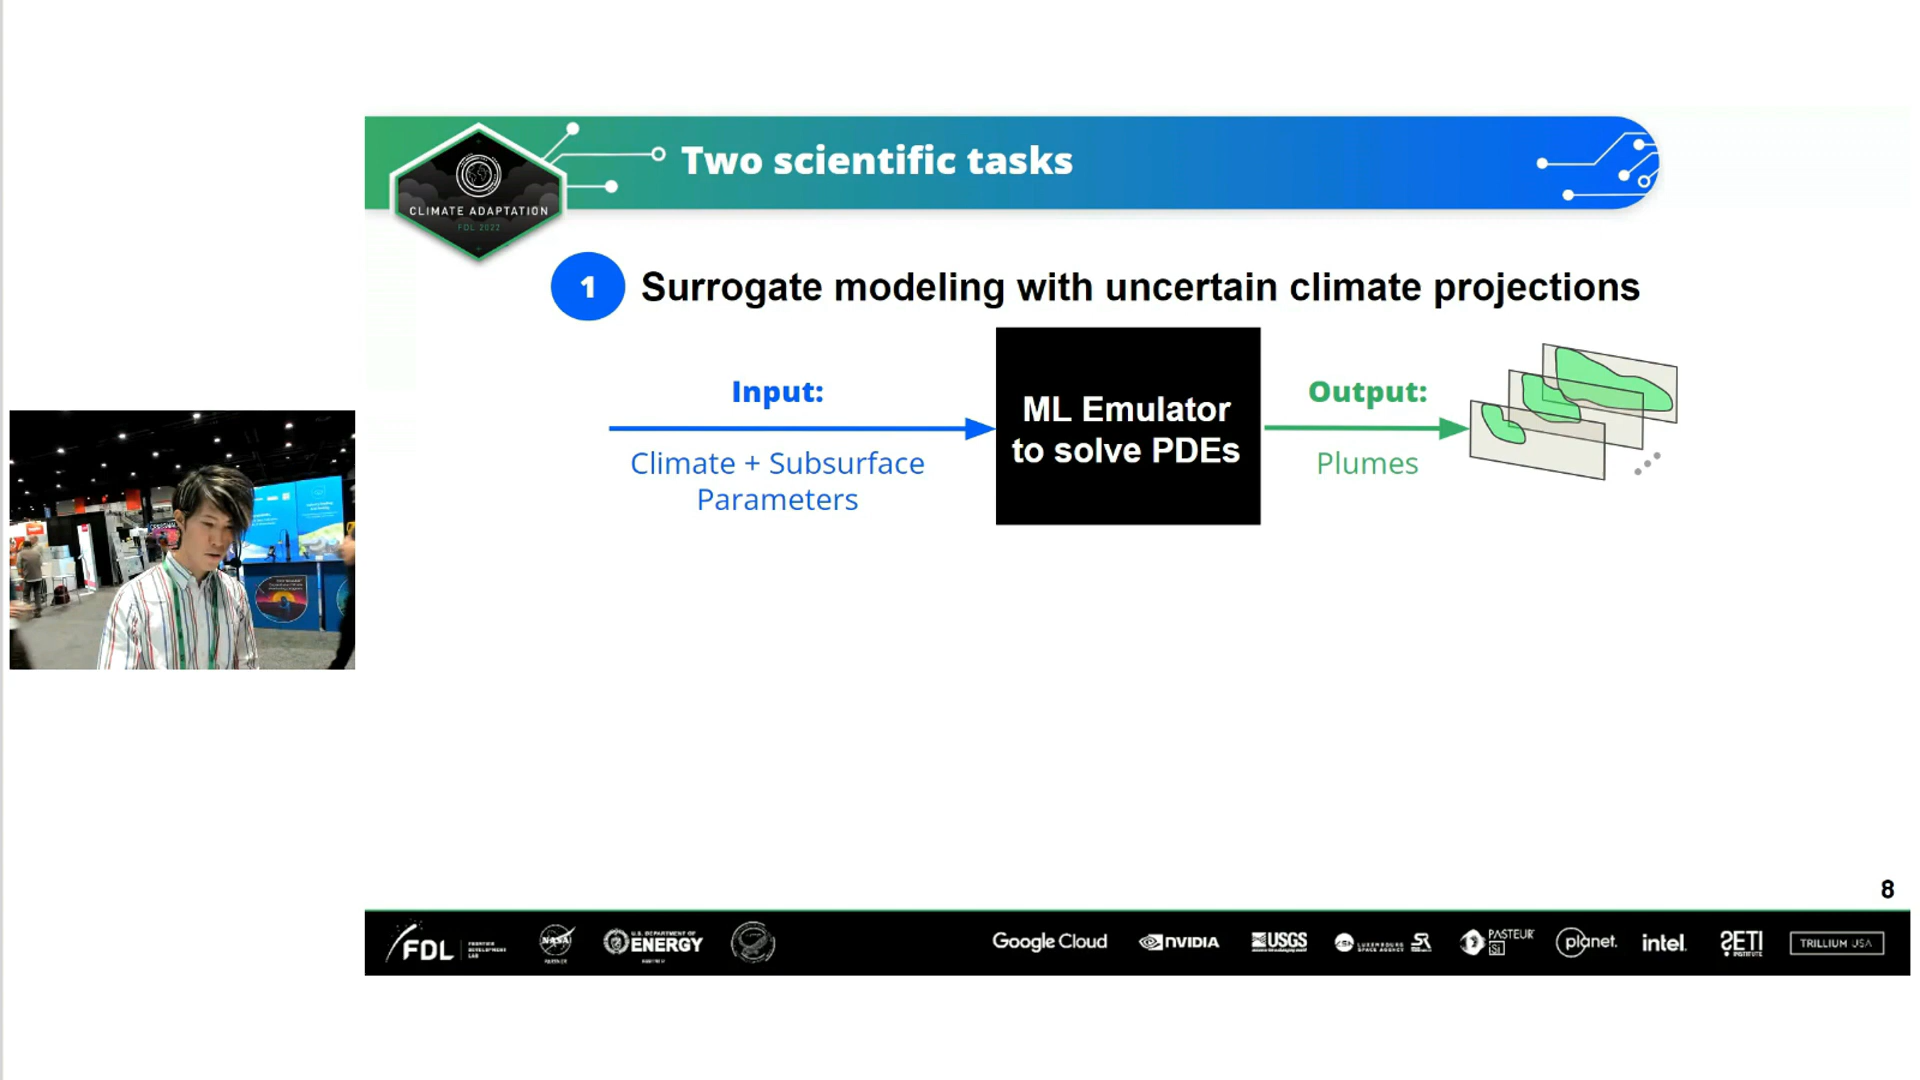 Two scientific tasks
CLIMATE ADAPTATION
FDL 2022
1 Surrogate modeling with uncertain climate projections
Input:
Climate + Subsurface
Parameters
ML Emulator
to solve PDEs
Output:
Plumes
8
FDL
FRONTIER
DEVELOPMENT
LAB
NASA
U.S. DEPARTMENT OF
ENERGY
Google Cloud
NVIDIA
USGS
LUXEMBOURG
SPACE AGENCY
SR
PASTEUR
planet.
intel.
SETI
INSTITUTE
TRILLIUM USA